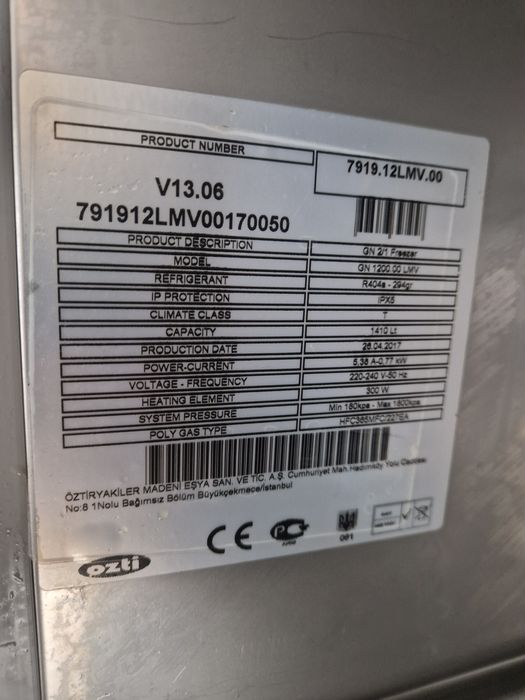 PRODUCT NUMBER
7919.12LMV.00
V13.06
791912LMV00170050
PRODUCT DESCRIPTION GN 2/1 Freezer
MODEL GN 1200.00 LMV
REFRIGERANT R404a - 294gr
IP PROTECTION IPX5
CLIMATE CLASS T
CAPACITY 1410 Lt
PRODUCTION DATE 26.04.2017
POWER-CURRENT 5,38 A-0,77 kW
VOLTAGE - FREQUENCY 220-240 V-50 Hz
HEATING ELEMENT 300 W
SYSTEM PRESSURE Min 180kpa - Max 1800kpa
POLY GAS TYPE HFC365MFC/227EA
ÖZTİRYAKİLER MADENİ EŞYA SAN. VE TİC. A.Ş. Cumhuriyet Mah.Hadımköy Yolu Caddesi
No:8 1Nolu Bağımsız Bölüm Büyükçekmece/istanbul
CE
001
ozti